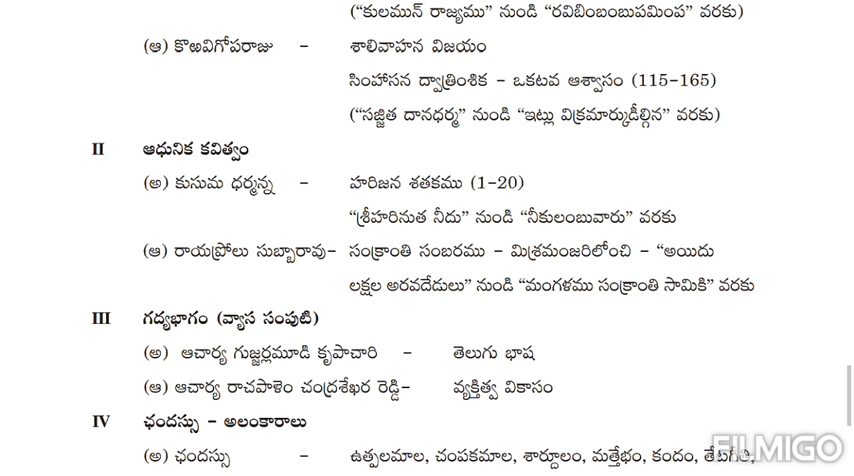 ("కులమున్ రాజ్యము" నుండి "రవిబింబంబుపమింప" వరకు)
(ఆ) కొఱవిగోపరాజు – శాలివాహన విజయం
సింహాసన ద్వాత్రింశిక – ఒకటవ ఆశ్వాసం (115-165)
("సజ్జిత దానధర్మ" నుండి "ఇట్లు విక్రమార్కుడీల్గిన" వరకు)
II ఆధునిక కవిత్వం
(అ) కుసుమ ధర్మన్న – హరిజన శతకము (1-20)
"శ్రీహరినుత నీదు" నుండి "నీకులంబువారు" వరకు
(ఆ) రాయప్రోలు సుబ్బారావు– సంక్రాంతి సంబరము – మిశ్రమంజరిలోంచి – "అయిదు
లక్షల అరవదేడులు" నుండి "మంగళము సంక్రాంతి సామికి" వరకు
III గద్యభాగం (వ్యాస సంపుటి)
(అ) ఆచార్య గుజ్జర్లమూడి కృపాచారి – తెలుగు భాష
(ఆ) ఆచార్య రాచపాళెం చంద్రశేఖర రెడ్డి– వ్యక్తిత్వ వికాసం
IV ఛందస్సు – అలంకారాలు
(అ) ఛందస్సు – ఉత్పలమాల, చంపకమాల, శార్దూలం, మత్తేభం, కందం, తేటగీతి,
FILMIGO